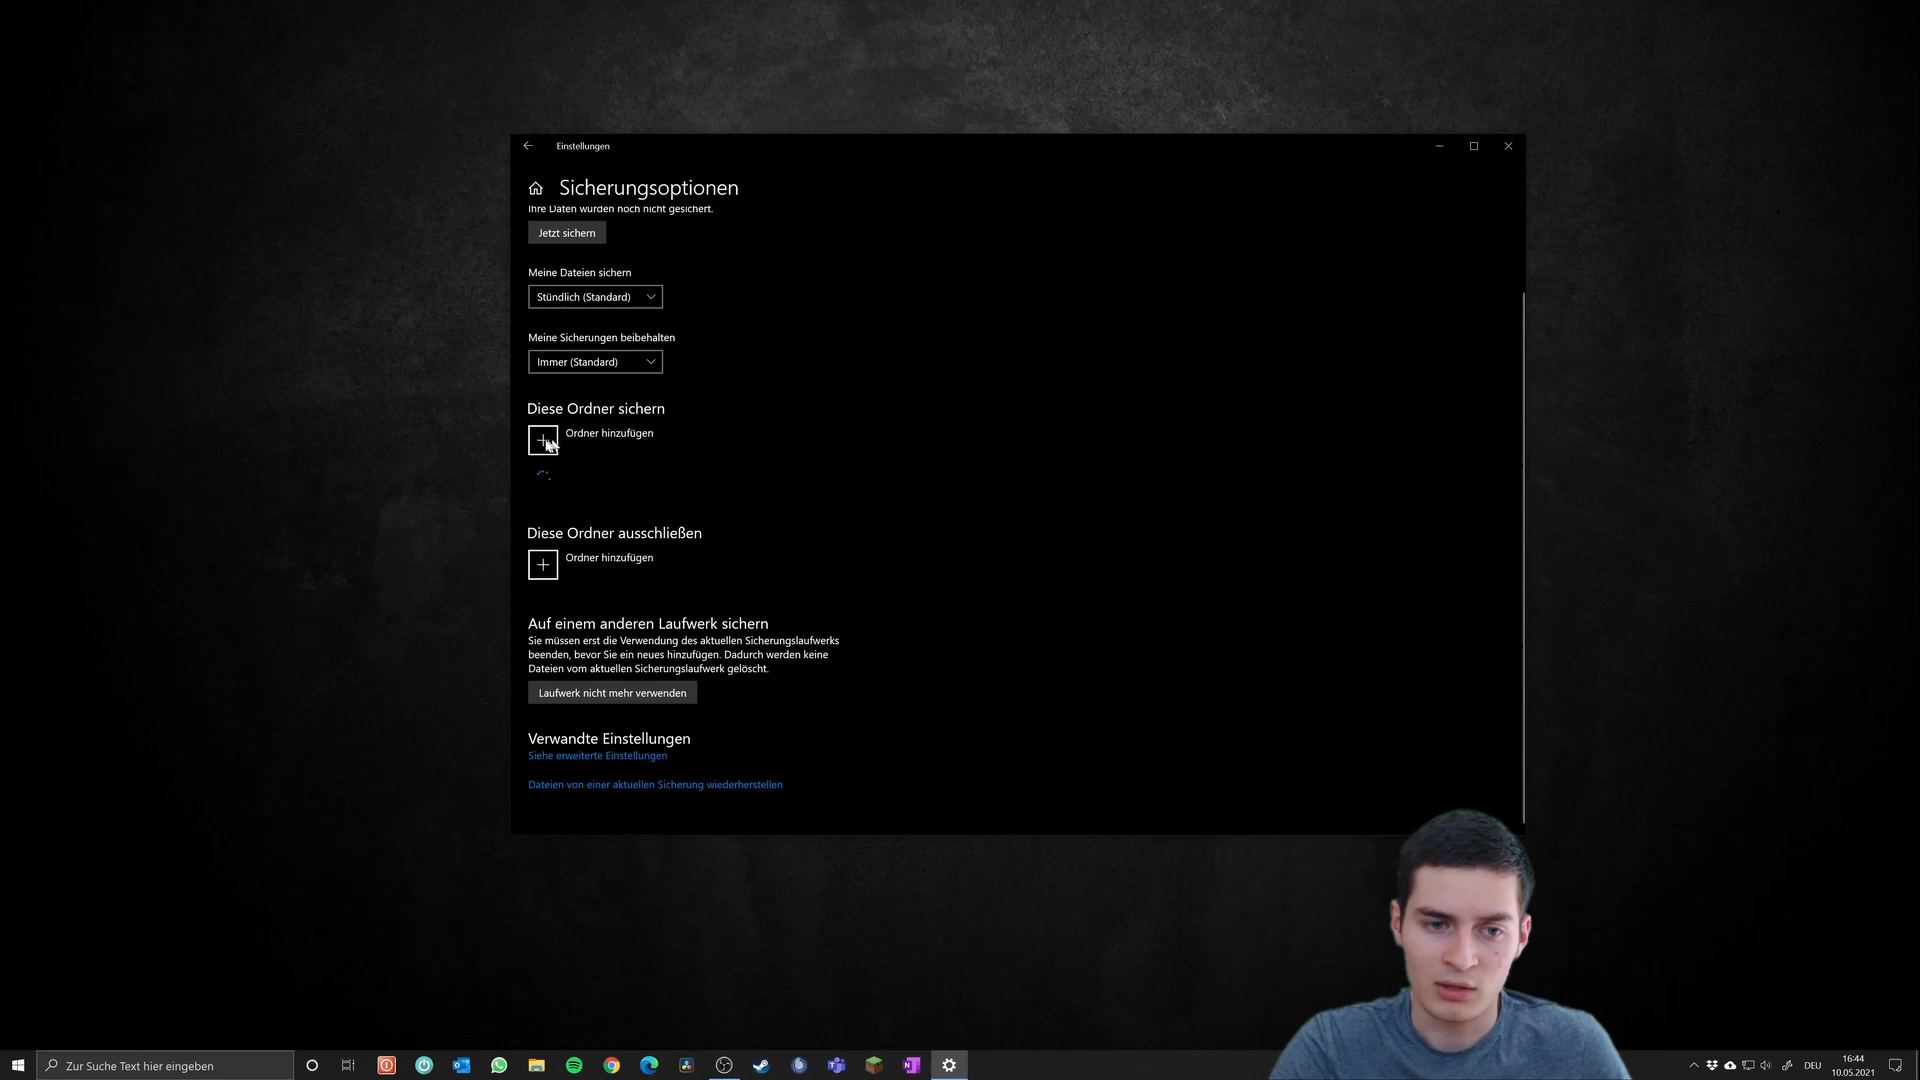 Einstellungen
Sicherungsoptionen
Ihre Daten wurden noch nicht gesichert.
Jetzt sichern
Meine Dateien sichern
Stündlich (Standard)
Meine Sicherungen beibehalten
Immer (Standard)
Diese Ordner sichern
Ordner hinzufügen
Diese Ordner ausschließen
Ordner hinzufügen
Auf einem anderen Laufwerk sichern
Sie müssen erst die Verwendung des aktuellen Sicherungslaufwerks
beenden, bevor Sie ein neues hinzufügen. Dadurch werden keine
Dateien vom aktuellen Sicherungslaufwerk gelöscht.
Laufwerk nicht mehr verwenden
Verwandte Einstellungen
Siehe erweiterte Einstellungen
Dateien von einer aktuellen Sicherung wiederherstellen
Zur Suche Text hier eingeben
DEU
16:44
10.05.2021